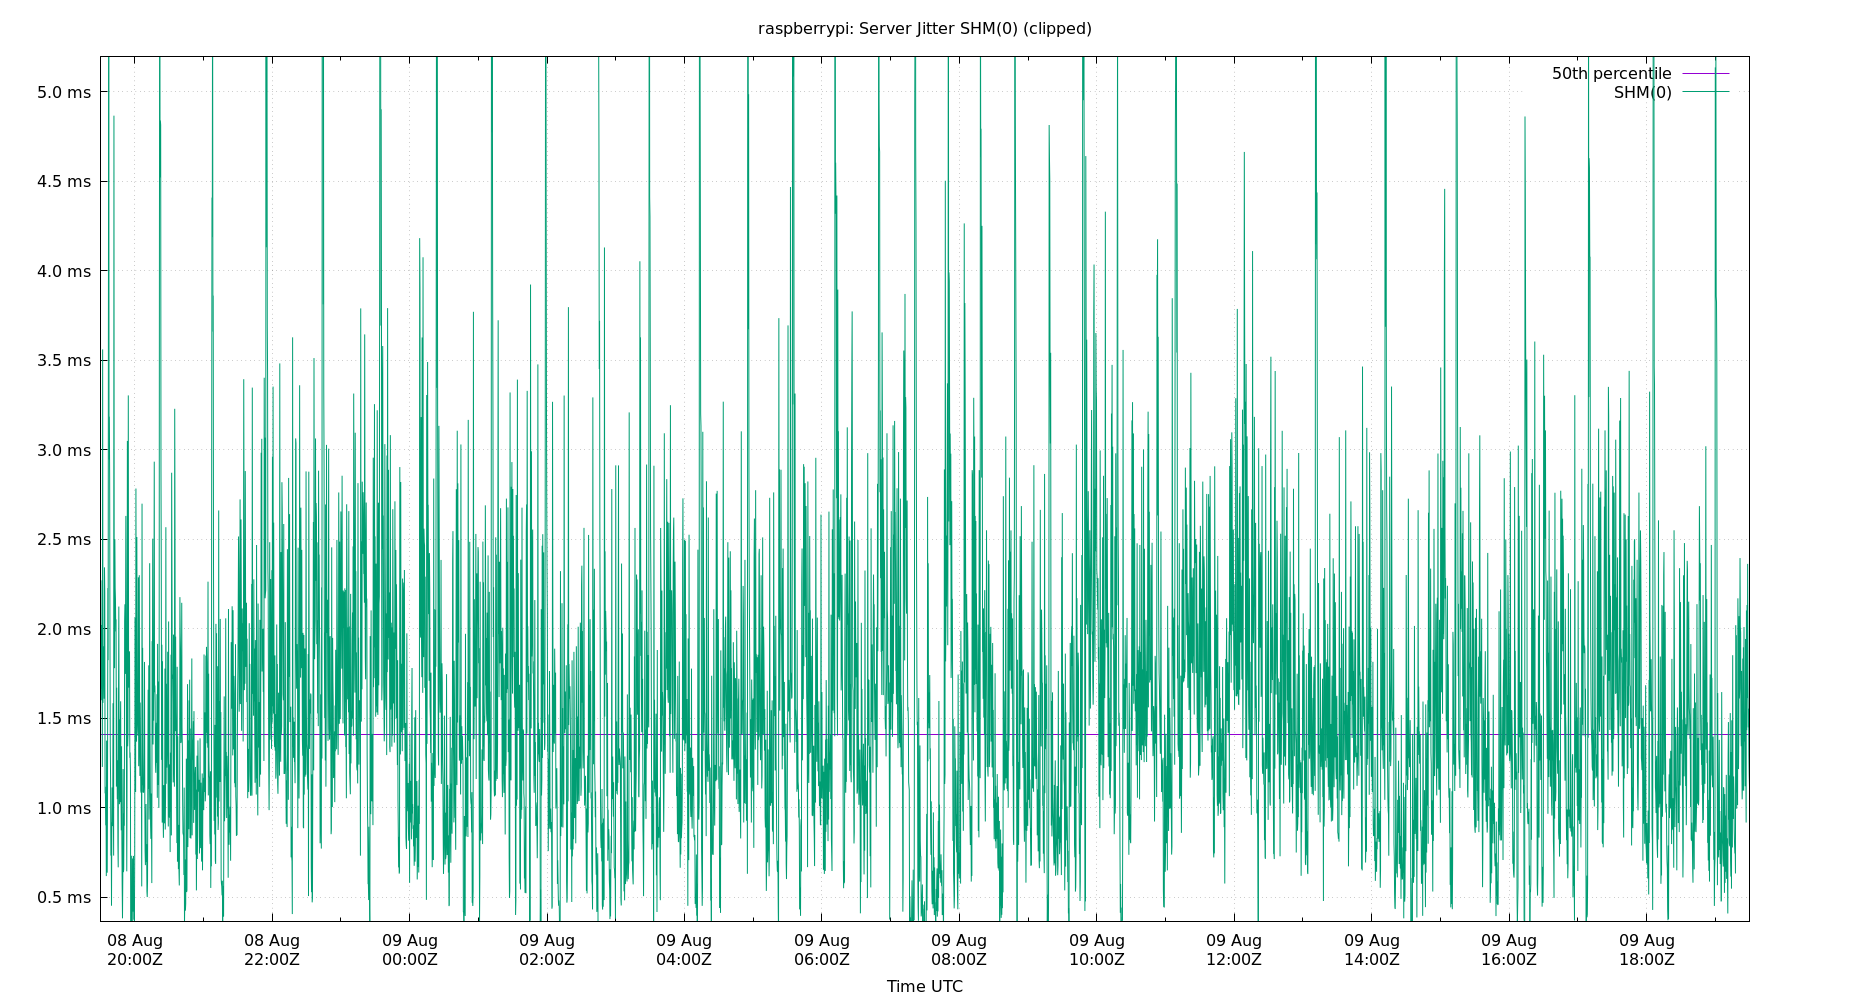 raspberrypi: Server Jitter SHM(0) (clipped)
50th percentile
SHM(0)
5.0 ms
4.5 ms
4.0 ms
3.5 ms
3.0 ms
2.5 ms
2.0 ms
1.5 ms
1.0 ms
0.5 ms
08 Aug 08 Aug 09 Aug 09 Aug 09 Aug 09 Aug 09 Aug 09 Aug 09 Aug 09 Aug 09 Aug 09 Aug
20:00Z 22:00Z 00:00Z 02:00Z 04:00Z 06:00Z 08:00Z 10:00Z 12:00Z 14:00Z 16:00Z 18:00Z
Time UTC